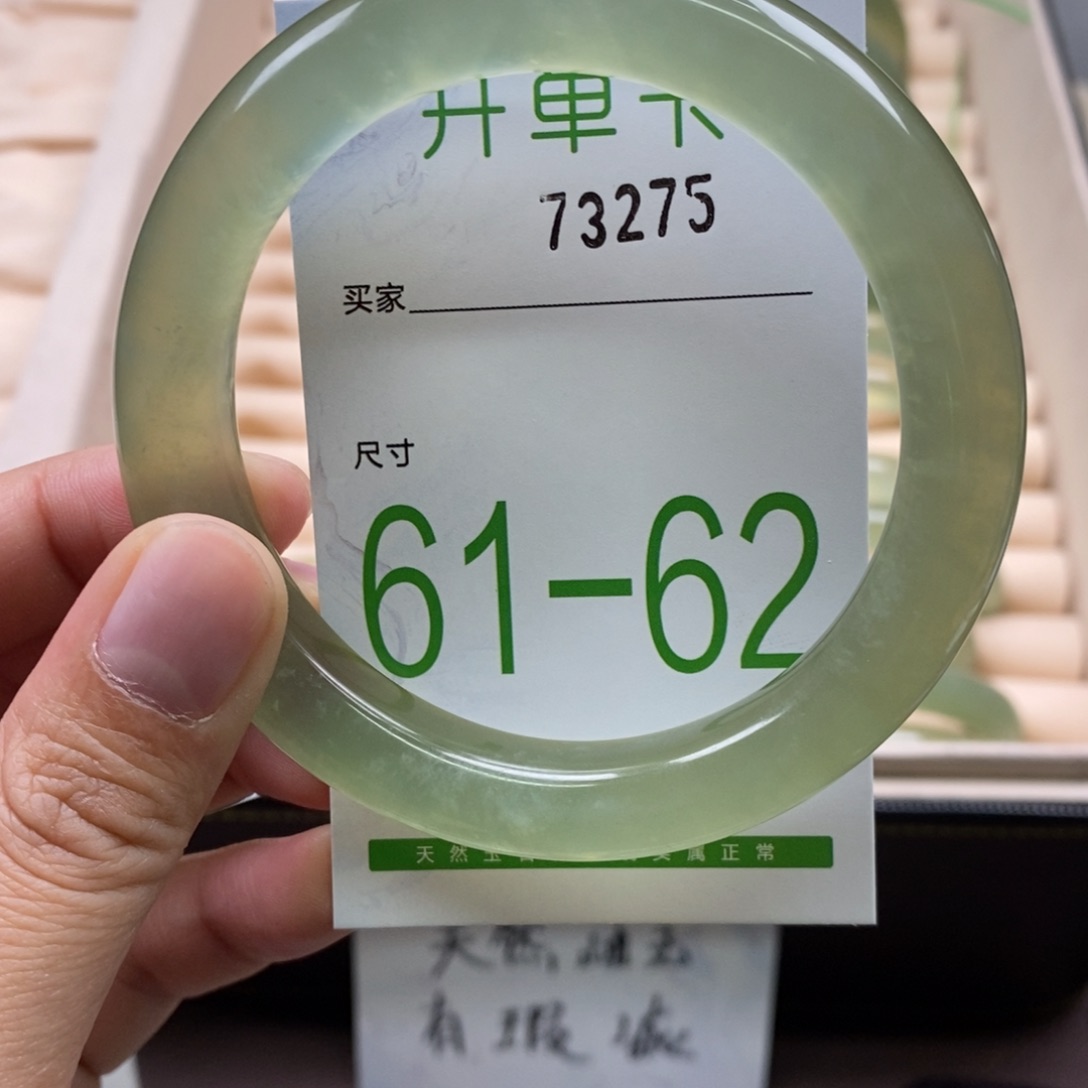 开单卡
73275
买家
尺寸
61-62
天然玉 属正常
天然
有瑕疵